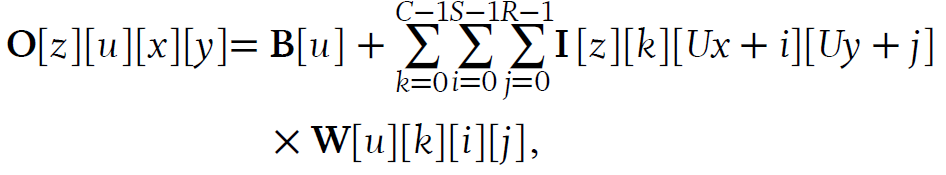 O[z][u][x][y]= B[u] + ∑_{k=0}^{C−1} ∑_{i=0}^{S−1} ∑_{j=0}^{R−1} I[z][k][Ux + i][Uy + j]
× W[u][k][i][j],